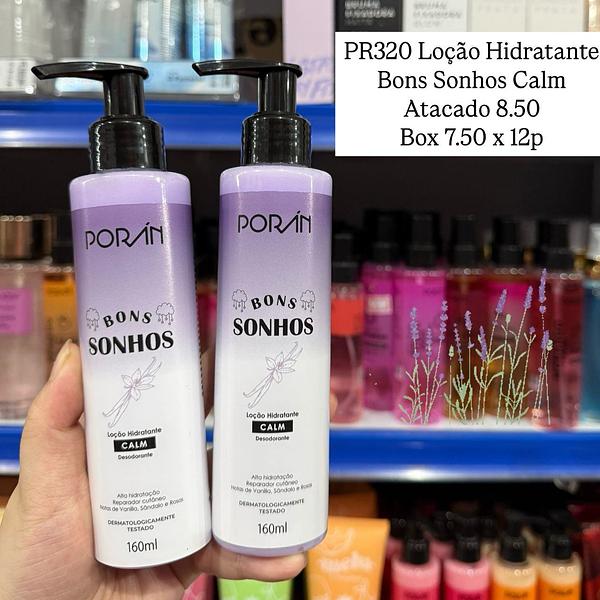 PR320 Loção Hidratante
Bons Sonhos Calm
Atacado 8.50
Box 7.50 x 12p
PORÁN
BONS
SONHOS
Loção Hidratante
CALM
Desodorante
Alta hidratação
Reparador cutâneo
Notas de Vanilla, Sândalo e Rosas
DERMATOLOGICAMENTE
TESTADO
160ml
PORÁN
BONS
SONHOS
Loção Hidratante
CALM
Desodorante
Alta hidratação
Reparador cutâneo
Notas de Vanilla, Sândalo e Rosas
DERMATOLOGICAMENTE
TESTADO
160ml